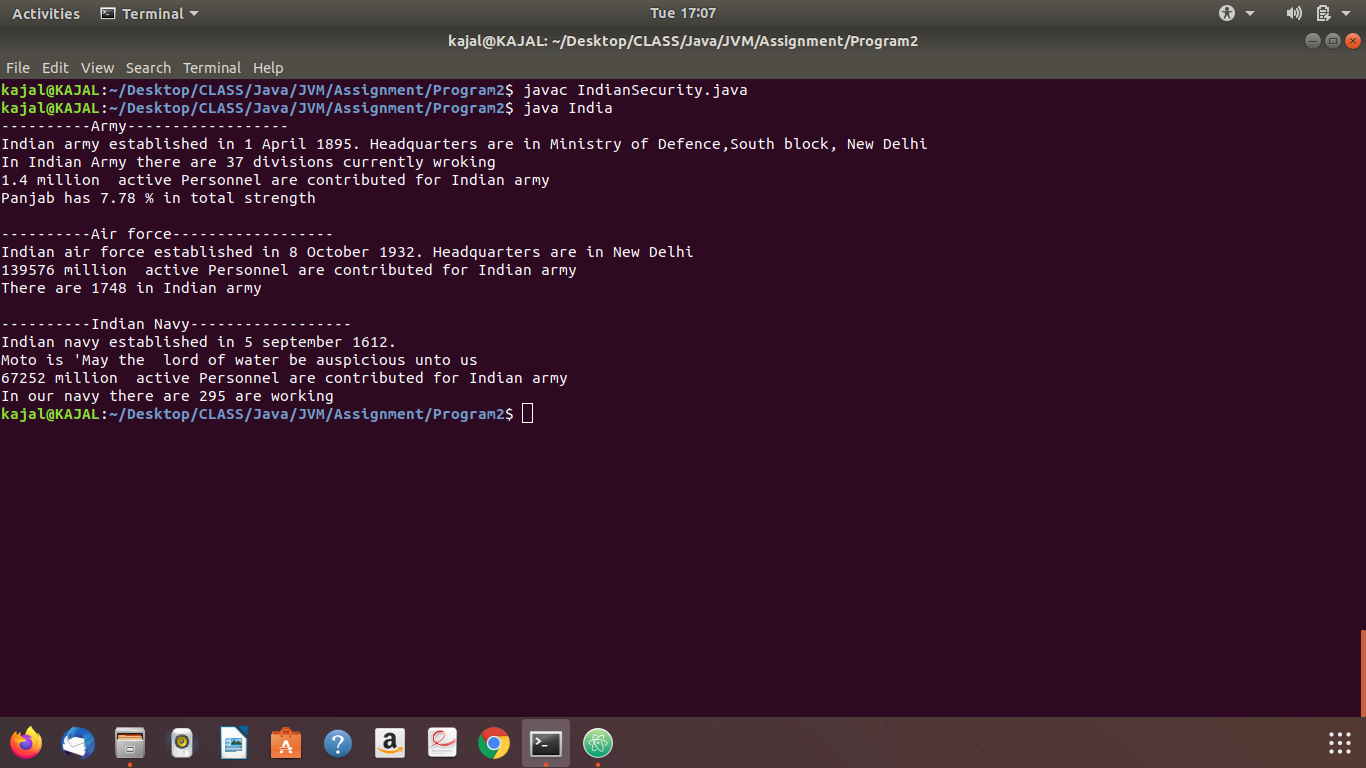 Activities Terminal Tue 17:07
kajal@KAJAL: ~/Desktop/CLASS/Java/JVM/Assignment/Program2
File Edit View Search Terminal Help
kajal@KAJAL:~/Desktop/CLASS/Java/JVM/Assignment/Program2$ javac IndianSecurity.java
kajal@KAJAL:~/Desktop/CLASS/Java/JVM/Assignment/Program2$ java India
----------Army------------------
Indian army established in 1 April 1895. Headquarters are in Ministry of Defence,South block, New Delhi
In Indian Army there are 37 divisions currently wroking
1.4 million  active Personnel are contributed for Indian army
Panjab has 7.78 % in total strength
----------Air force------------------
Indian air force established in 8 October 1932. Headquarters are in New Delhi
139576 million  active Personnel are contributed for Indian army
There are 1748 in Indian army
----------Indian Navy------------------
Indian navy established in 5 september 1612.
Moto is 'May the  lord of water be auspicious unto us
67252 million  active Personnel are contributed for Indian army
In our navy there are 295 are working
kajal@KAJAL:~/Desktop/CLASS/Java/JVM/Assignment/Program2$